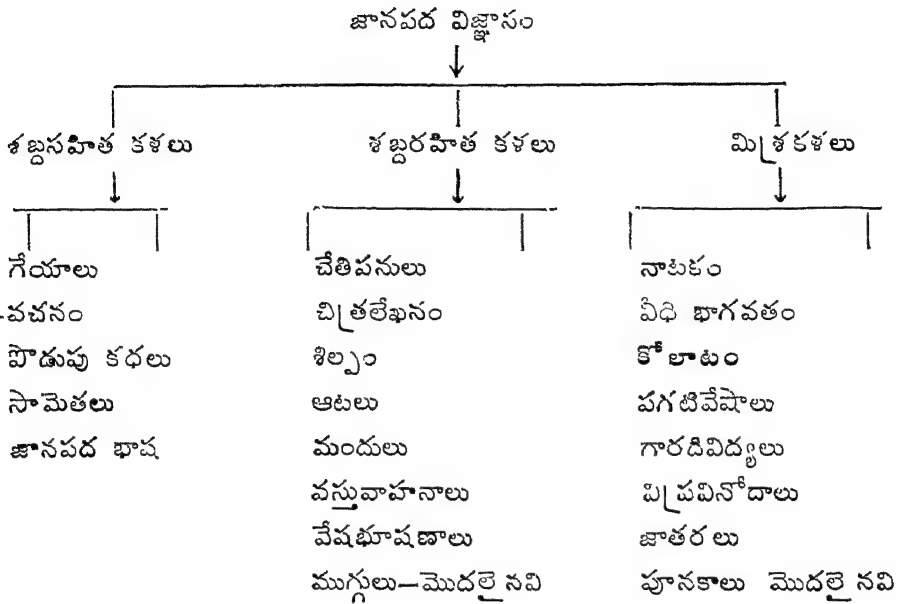 జానపద విజ్ఞానం
శబ్దసహిత కళలు
శబ్దరహిత కళలు
మిశ్రకళలు
గేయాలు
వచనం
పొడుపు కధలు
సామెతలు
జానపద భాష
చేతిపనులు
చిత్రలేఖనం
శిల్పం
ఆటలు
మందులు
వస్తువాహనాలు
వేషభూషణాలు
ముగ్గులు—మొదలైనవి
నాటకం
వీధి భాగవతం
కోలాటం
పగటివేషాలు
గారడివిద్యలు
విప్రవినోదాలు
జాతరలు
పూనకాలు మొదలైనవి